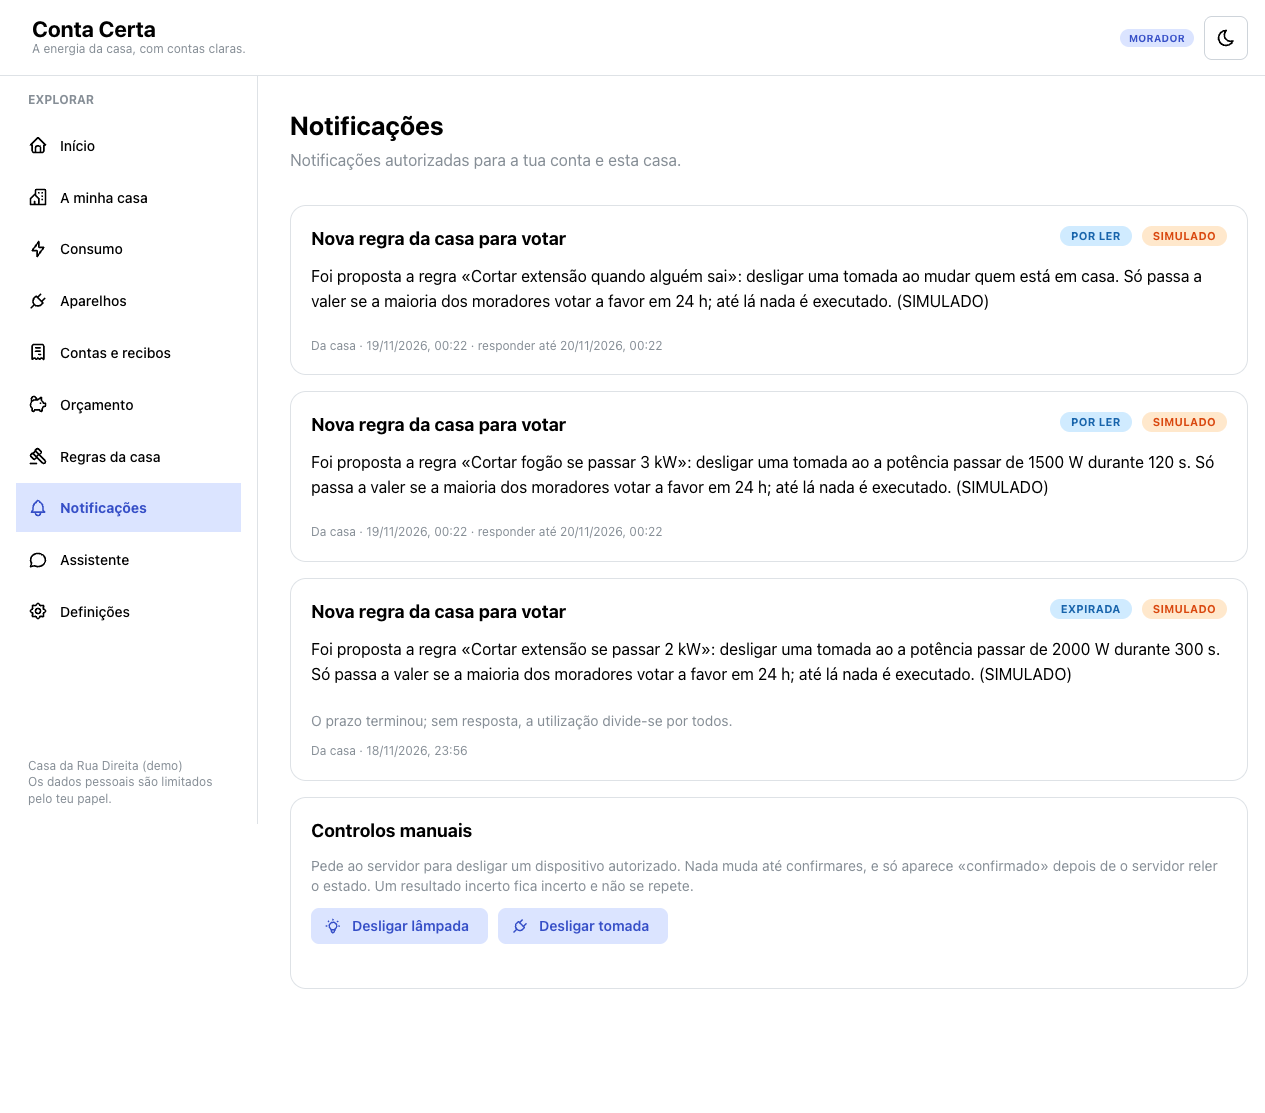 Conta Certa
A energia da casa, com contas claras.
MORADOR
EXPLORAR
Início
A minha casa
Consumo
Aparelhos
Contas e recibos
Orçamento
Regras da casa
Notificações
Assistente
Definições
Casa da Rua Direita (demo)
Os dados pessoais são limitados
pelo teu papel.
Notificações
Notificações autorizadas para a tua conta e esta casa.
Nova regra da casa para votar
POR LER
SIMULADO
Foi proposta a regra «Cortar extensão quando alguém sai»: desligar uma tomada ao mudar quem está em casa. Só passa a
valer se a maioria dos moradores votar a favor em 24 h; até lá nada é executado. (SIMULADO)
Da casa · 19/11/2026, 00:22 · responder até 20/11/2026, 00:22
Nova regra da casa para votar
POR LER
SIMULADO
Foi proposta a regra «Cortar fogão se passar 3 kW»: desligar uma tomada ao a potência passar de 1500 W durante 120 s. Só
passa a valer se a maioria dos moradores votar a favor em 24 h; até lá nada é executado. (SIMULADO)
Da casa · 19/11/2026, 00:22 · responder até 20/11/2026, 00:22
Nova regra da casa para votar
EXPIRADA
SIMULADO
Foi proposta a regra «Cortar extensão se passar 2 kW»: desligar uma tomada ao a potência passar de 2000 W durante 300 s.
Só passa a valer se a maioria dos moradores votar a favor em 24 h; até lá nada é executado. (SIMULADO)
O prazo terminou; sem resposta, a utilização divide-se por todos.
Da casa · 18/11/2026, 23:56
Controlos manuais
Pede ao servidor para desligar um dispositivo autorizado. Nada muda até confirmares, e só aparece «confirmado» depois de o servidor reler
o estado. Um resultado incerto fica incerto e não se repete.
Desligar lâmpada
Desligar tomada